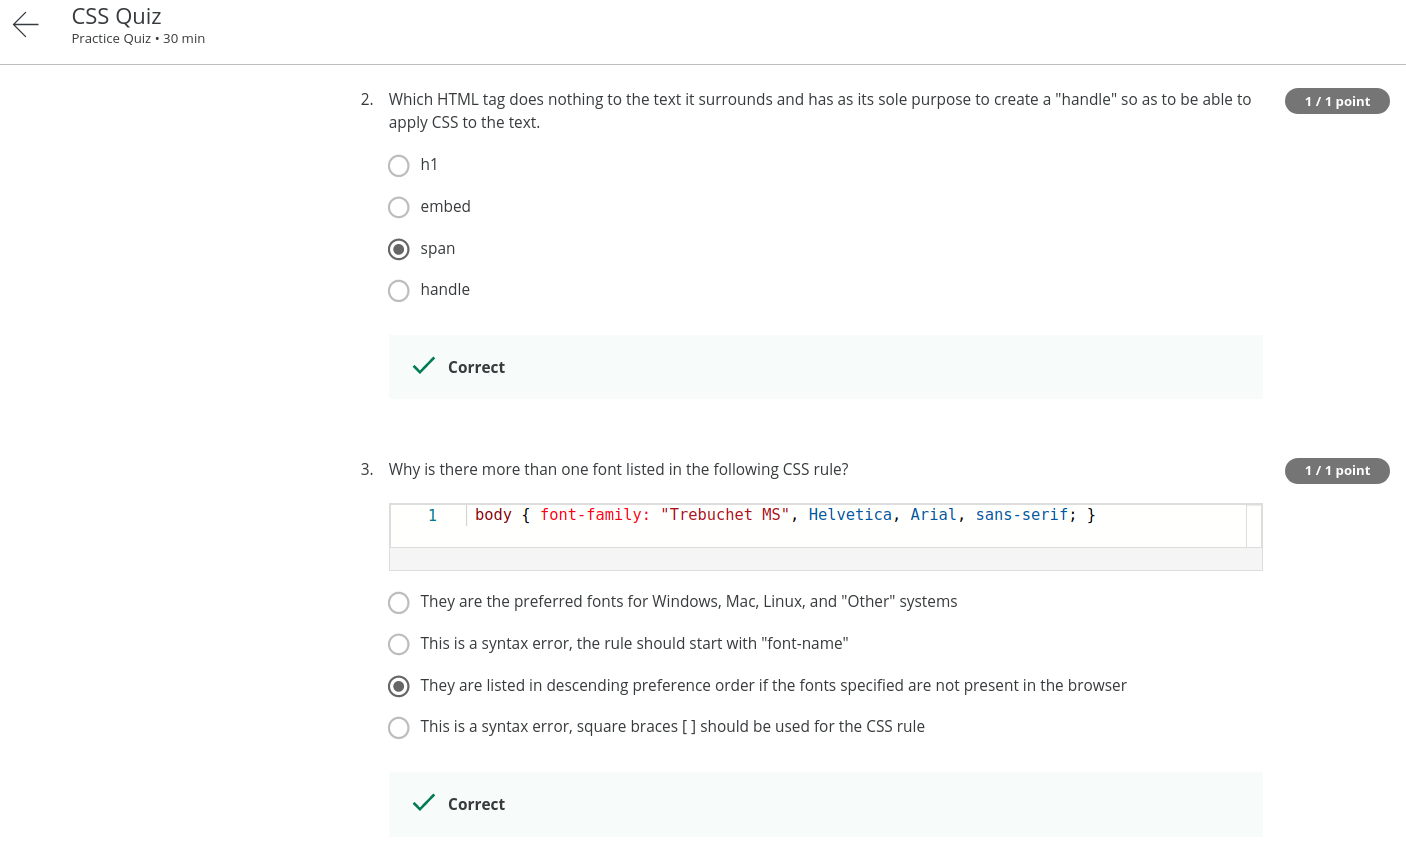 CSS Quiz
Practice Quiz • 30 min
2. Which HTML tag does nothing to the text it surrounds and has as its sole purpose to create a "handle" so as to be able to
apply CSS to the text.
1 / 1 point
h1
embed
span
handle
Correct
3. Why is there more than one font listed in the following CSS rule?
1 / 1 point
1 body { font-family: "Trebuchet MS", Helvetica, Arial, sans-serif; }
They are the preferred fonts for Windows, Mac, Linux, and "Other" systems
This is a syntax error, the rule should start with "font-name"
They are listed in descending preference order if the fonts specified are not present in the browser
This is a syntax error, square braces [ ] should be used for the CSS rule
Correct